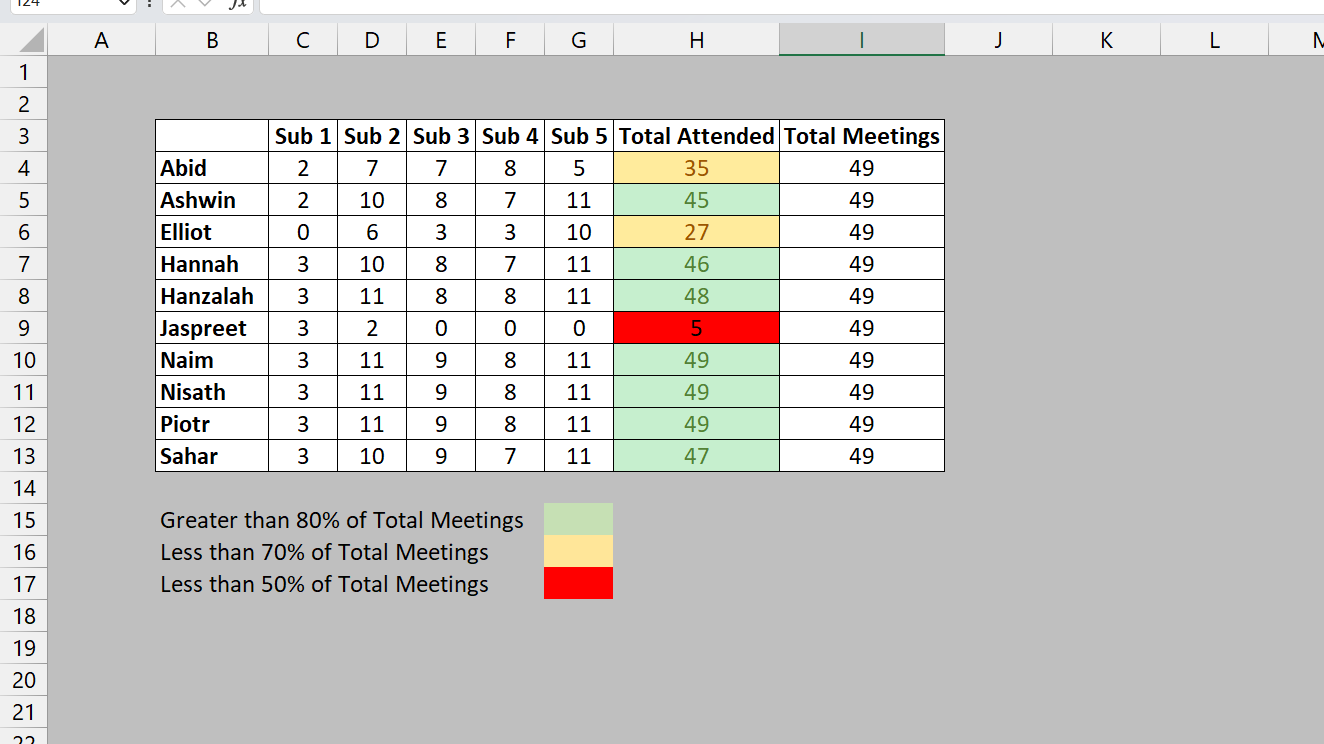 fx
A B C D E F G H I J K L
1
2
3 Sub 1 Sub 2 Sub 3 Sub 4 Sub 5 Total Attended Total Meetings
4 Abid 2 7 7 8 5 35 49
5 Ashwin 2 10 8 7 11 45 49
6 Elliot 0 6 3 3 10 27 49
7 Hannah 3 10 8 7 11 46 49
8 Hanzalah 3 11 8 8 11 48 49
9 Jaspreet 3 2 0 0 0 5 49
10 Naim 3 11 9 8 11 49 49
11 Nisath 3 11 9 8 11 49 49
12 Piotr 3 11 9 8 11 49 49
13 Sahar 3 10 9 7 11 47 49
14
15 Greater than 80% of Total Meetings
16 Less than 70% of Total Meetings
17 Less than 50% of Total Meetings
18
19
20
21
22